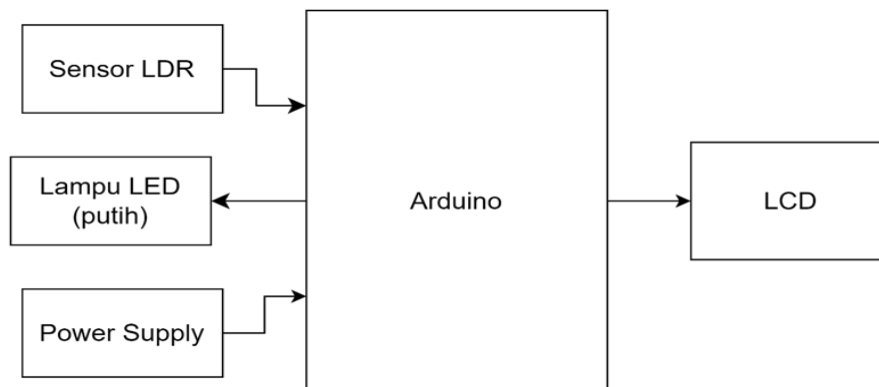 Sensor LDR
Lampu LED
(putih)
Power Supply
Arduino
LCD